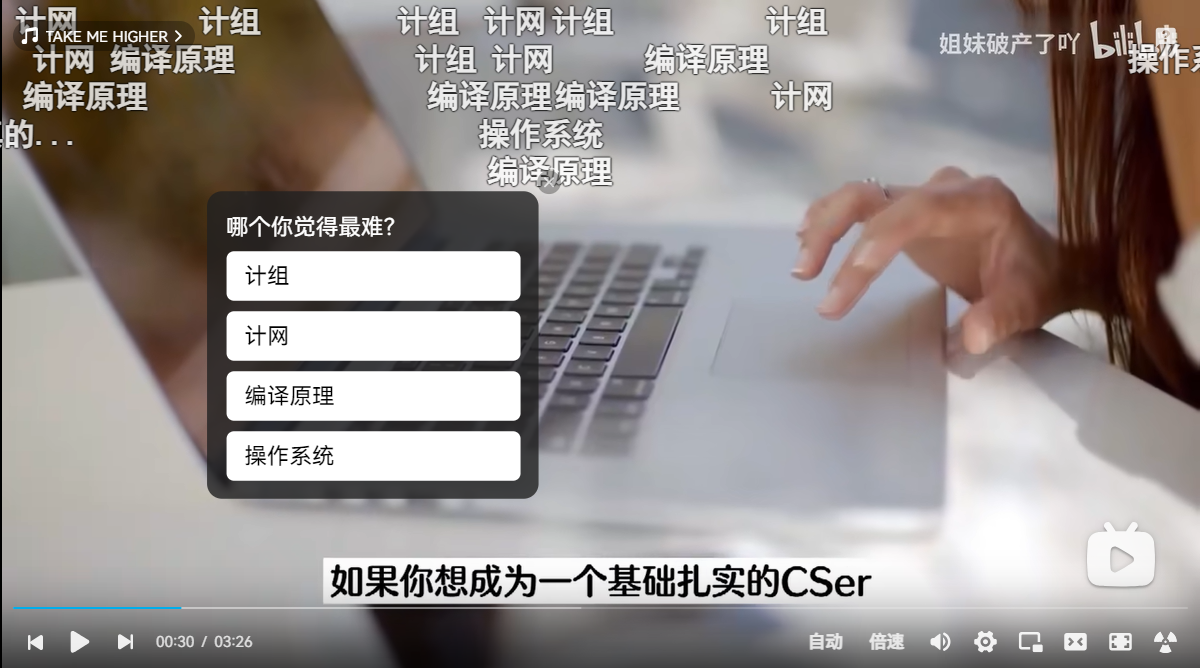 计网
计组
计组
计网
计组
计组
TAKE ME HIGHER
姐妹破产了吖
bilibili
计网
编译原理
计组
计网
编译原理
操作系
编译原理
编译原理
编译原理
计网
的...
操作系统
编译原理
哪个你觉得最难?
计组
计网
编译原理
操作系统
如果你想成为一个基础扎实的CSer
00:30 / 03:26
自动
倍速